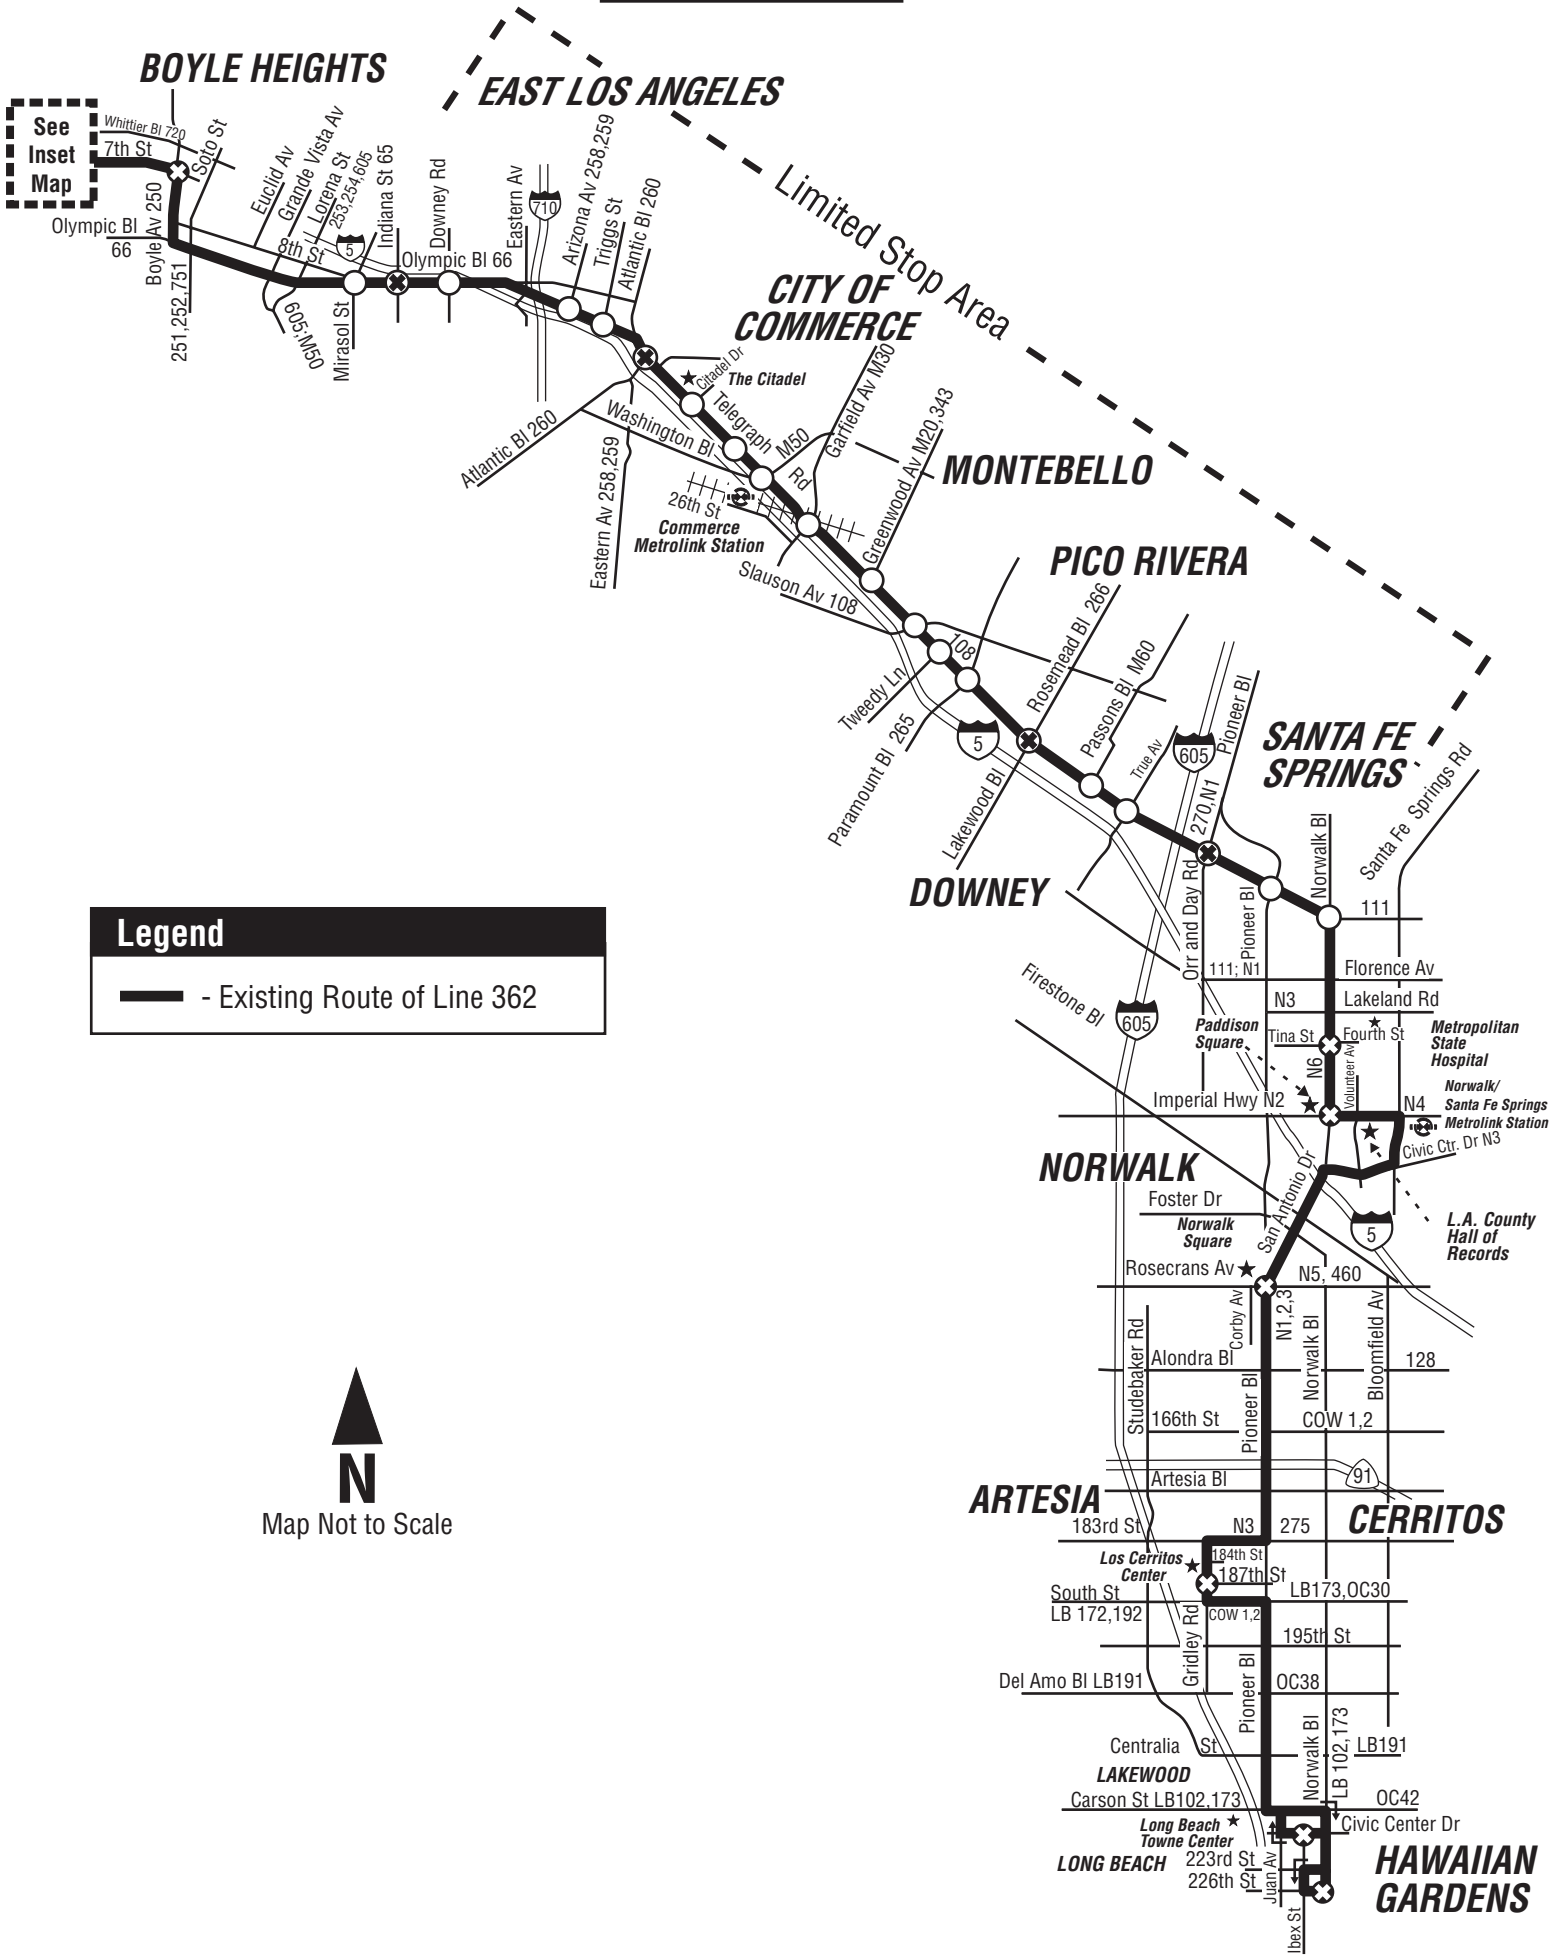 BOYLE HEIGHTS
EAST LOS ANGELES
See
Inset
Map
Whittier Bl 720
7th St
Soto St
Boyle Av 250
Olympic Bl
66
251,252,751
Euclid Av
Grande Vista Av
Lorena St
253,254,605
8th St
5
Indiana St 65
Downey Rd
Olympic Bl 66
Eastern Av
710
Arizona Av 258,259
Triggs St
Atlantic Bl 260
605;M50
Mirasol St
Limited Stop Area
CITY OF
COMMERCE
Citadel Dr
The Citadel
Telegraph
Rd
Washington Bl
M50
Garfield Av M30
Atlantic Bl 260
Eastern Av 258,259
26th St
Commerce
Metrolink Station
Greenwood Av M20,343
MONTEBELLO
Slauson Av 108
108
PICO RIVERA
Rosemead Bl 266
Tweedy Ln
Paramount Bl 265
5
Passons Bl M60
True Av
605
Pioneer Bl
270,N1
Lakewood Bl
SANTA FE
SPRINGS
Santa Fe Springs Rd
Norwalk Bl
DOWNEY
Orr and Day Rd
Pioneer Bl
111
111; N1
Florence Av
Legend
- Existing Route of Line 362
Firestone Bl
605
N3
Lakeland Rd
Paddison
Square
Tina St
Fourth St
Metropolitan
State
Hospital
N6
Volunteer Av
Norwalk/
Santa Fe Springs
Metrolink Station
Imperial Hwy N2
N4
Civic Ctr. Dr N3
NORWALK
San Antonio Dr
Foster Dr
Norwalk
Square
5
L.A. County
Hall of
Records
Rosecrans Av
N5, 460
Corby Av
N1,2,3
Norwalk Bl
Bloomfield Av
Studebaker Rd
Alondra Bl
128
Pioneer Bl
166th St
COW 1,2
N
Map Not to Scale
91
Artesia Bl
ARTESIA
CERRITOS
183rd St
N3
275
184th St
Los Cerritos
Center
187th St
South St
LB173,OC30
LB 172,192
COW 1,2
Gridley Rd
195th St
Pioneer Bl
Del Amo Bl LB191
OC38
Norwalk Bl
LB 102,173
Centralia St
LB191
LAKEWOOD
Carson St LB102,173
OC42
Long Beach
Towne Center
Civic Center Dr
LONG BEACH
223rd St
226th St
Juan Av
HAWAIIAN
GARDENS
Ibex St